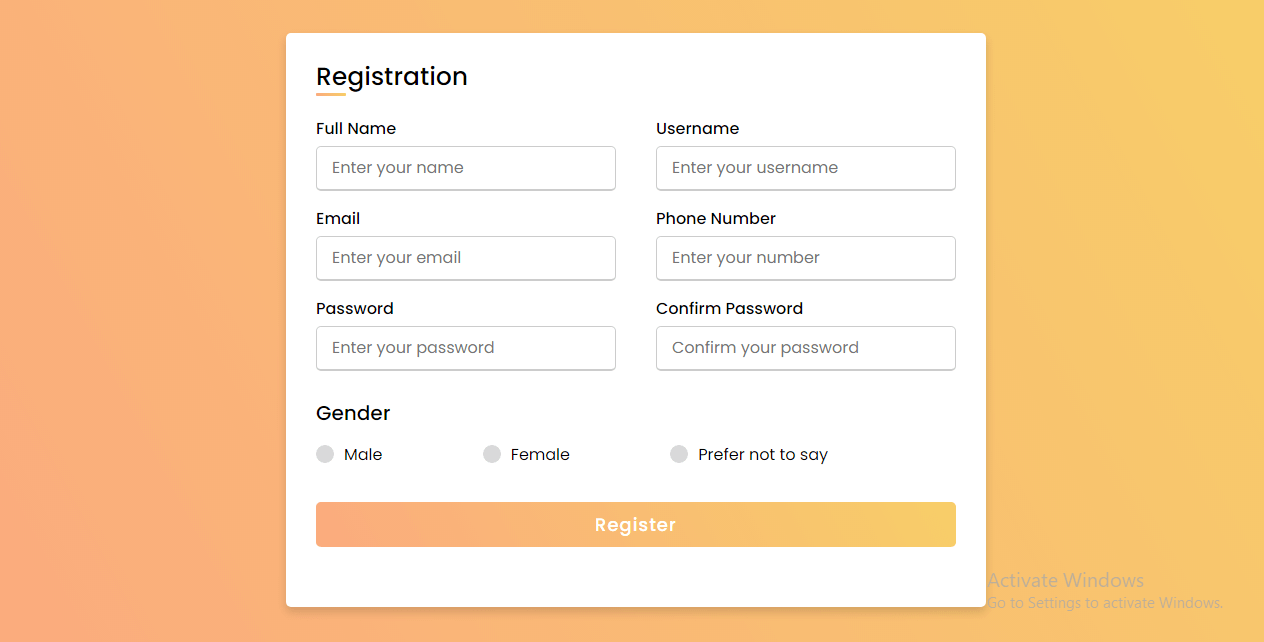 Registration
Full Name
Username
Enter your name
Enter your username
Email
Phone Number
Enter your email
Enter your number
Password
Confirm Password
Enter your password
Confirm your password
Gender
Male
Female
Prefer not to say
Register
Activate Windows
Go to Settings to activate Windows.